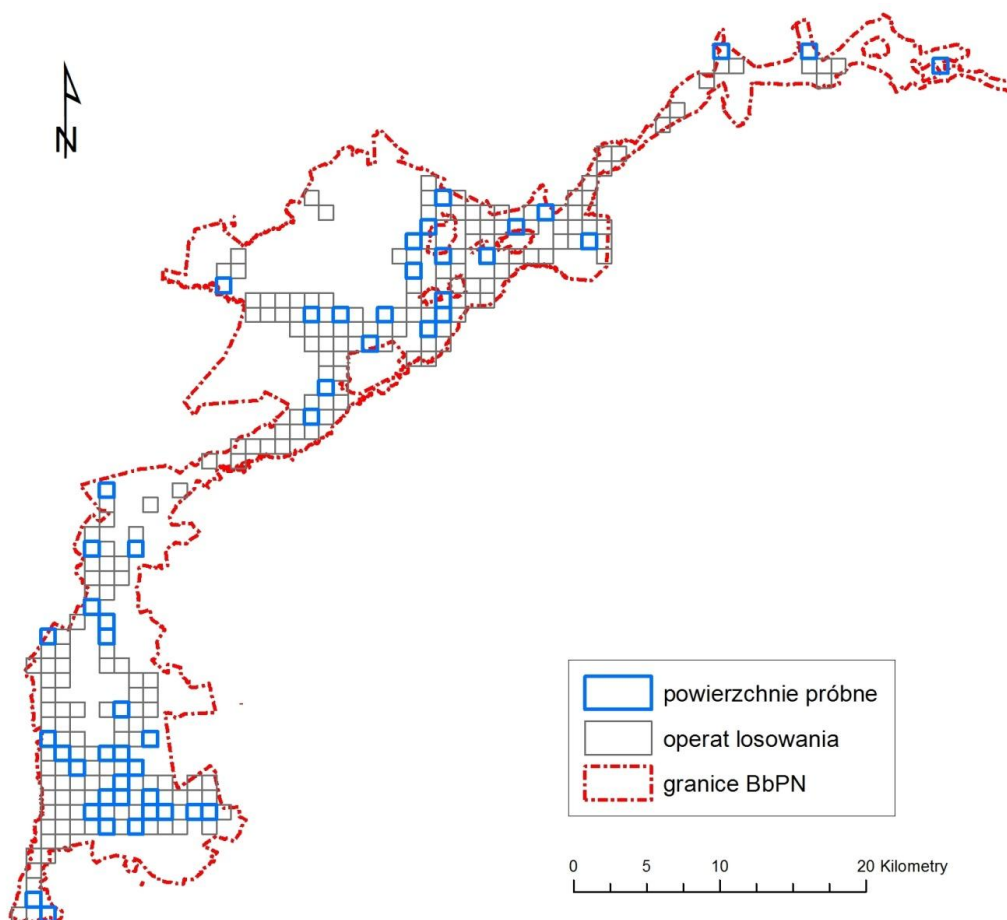 N
powierzchnie próbne
operat losowania
granice BbPN
0 5 10 20 Kilometry